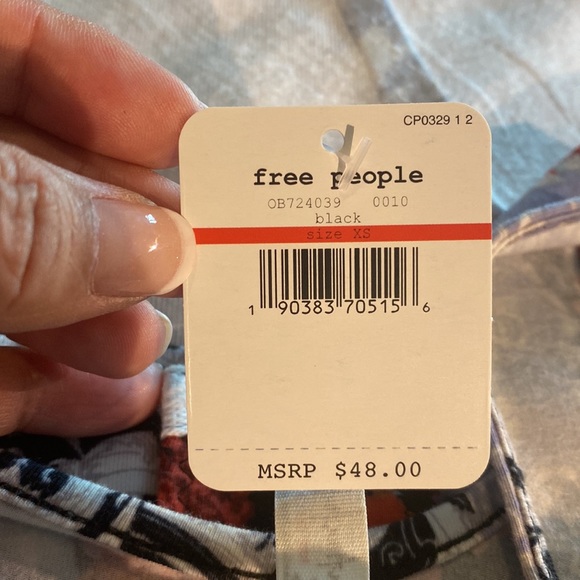 CP0329 1 2
free people
OB724039 0010
black
size XS
1 90383 70515 6
MSRP $48.00